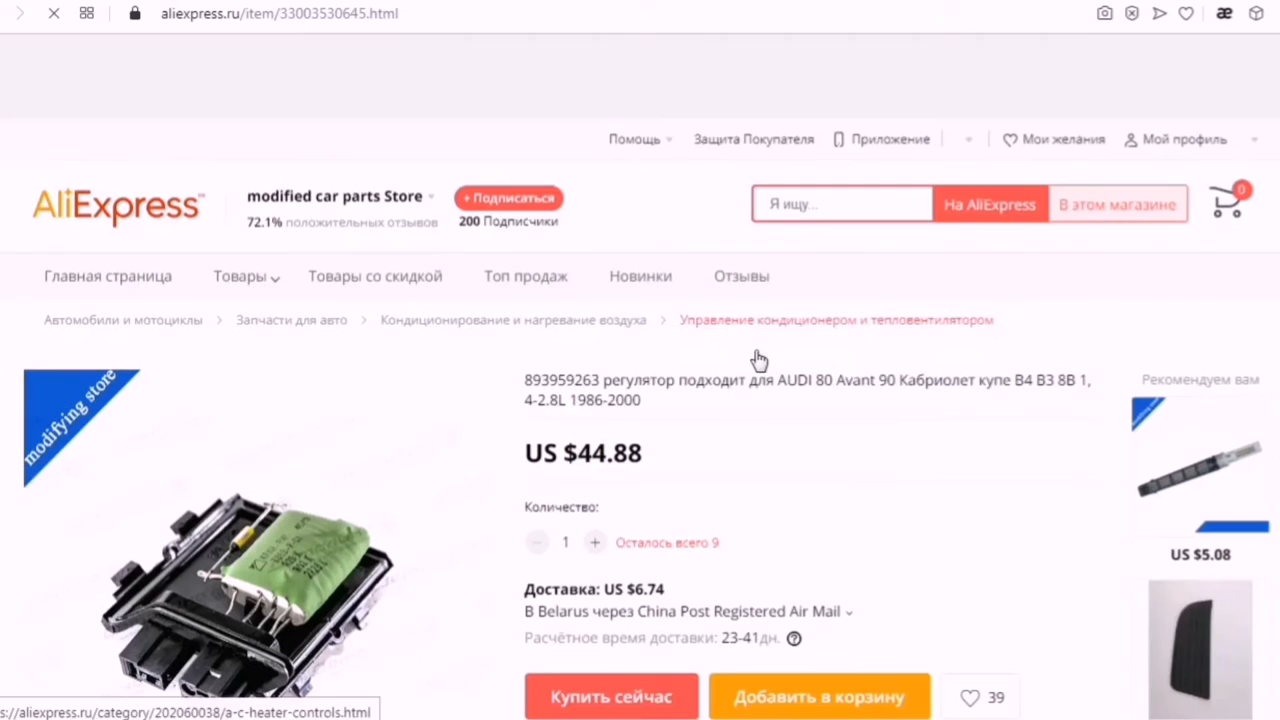 aliexpress.ru/item/33003530645.html
Помощь
Защита Покупателя
Приложение
Мои желания
Мой профиль
AliExpress™
modified car parts Store
72.1% положительных отзывов
+ Подписаться
200 Подписчики
Я ищу...
На AliExpress
В этом магазине
0
Главная страница
Товары
Товары со скидкой
Топ продаж
Новинки
Отзывы
Автомобили и мотоциклы > Запчасти для авто > Кондиционирование и нагревание воздуха > Управление кондиционером и тепловентилятором
modifying store
893959263 регулятор подходит для AUDI 80 Avant 90 Кабриолет купе B4 B3 8B 1,
4-2.8L 1986-2000
US $44.88
Количество:
− 1 + Осталось всего 9
Доставка: US $6.74
В Belarus через China Post Registered Air Mail
Расчётное время доставки: 23-41дн. ?
Купить сейчас
Добавить в корзину
39
Рекомендуем вам
US $5.08
s://aliexpress.ru/category/202060038/a-c-heater-controls.html